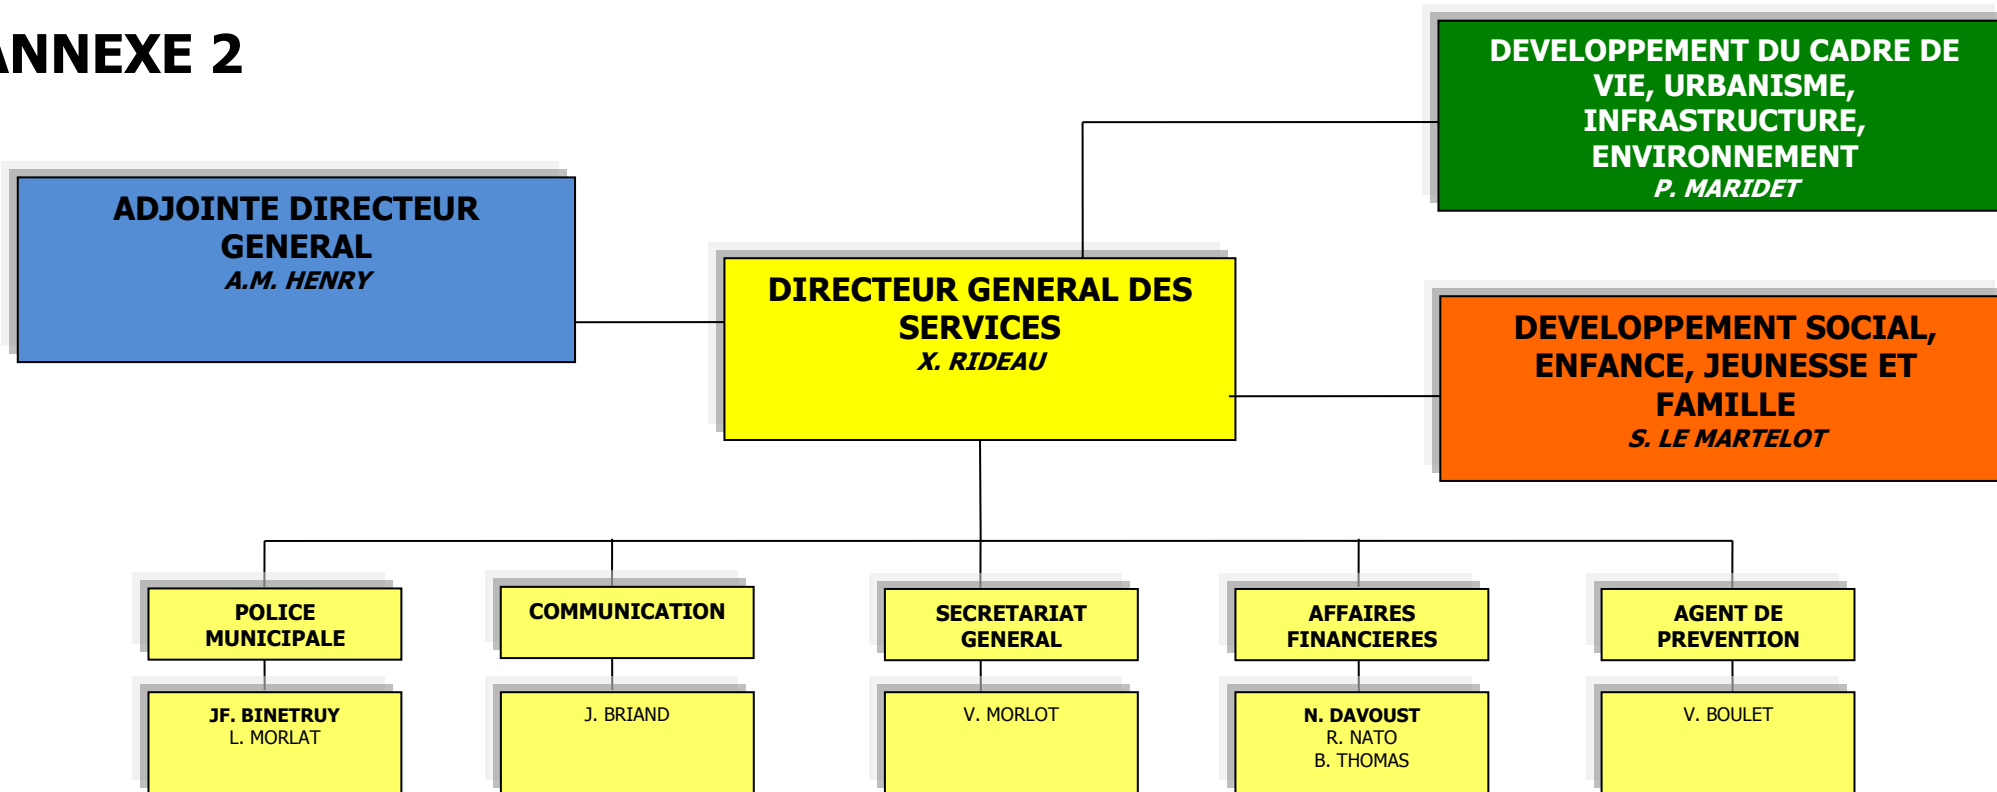 ANNEXE 2
DEVELOPPEMENT DU CADRE DE
VIE, URBANISME,
INFRASTRUCTURE,
ENVIRONNEMENT
P. MARIDET
ADJOINTE DIRECTEUR
GENERAL
A.M. HENRY
DIRECTEUR GENERAL DES
SERVICES
X. RIDEAU
DEVELOPPEMENT SOCIAL,
ENFANCE, JEUNESSE ET
FAMILLE
S. LE MARTELOT
POLICE
MUNICIPALE
JF. BINETRUY
L. MORLAT
COMMUNICATION
J. BRIAND
SECRETARIAT
GENERAL
V. MORLOT
AFFAIRES
FINANCIERES
N. DAVOUST
R. NATO
B. THOMAS
AGENT DE
PREVENTION
V. BOULET